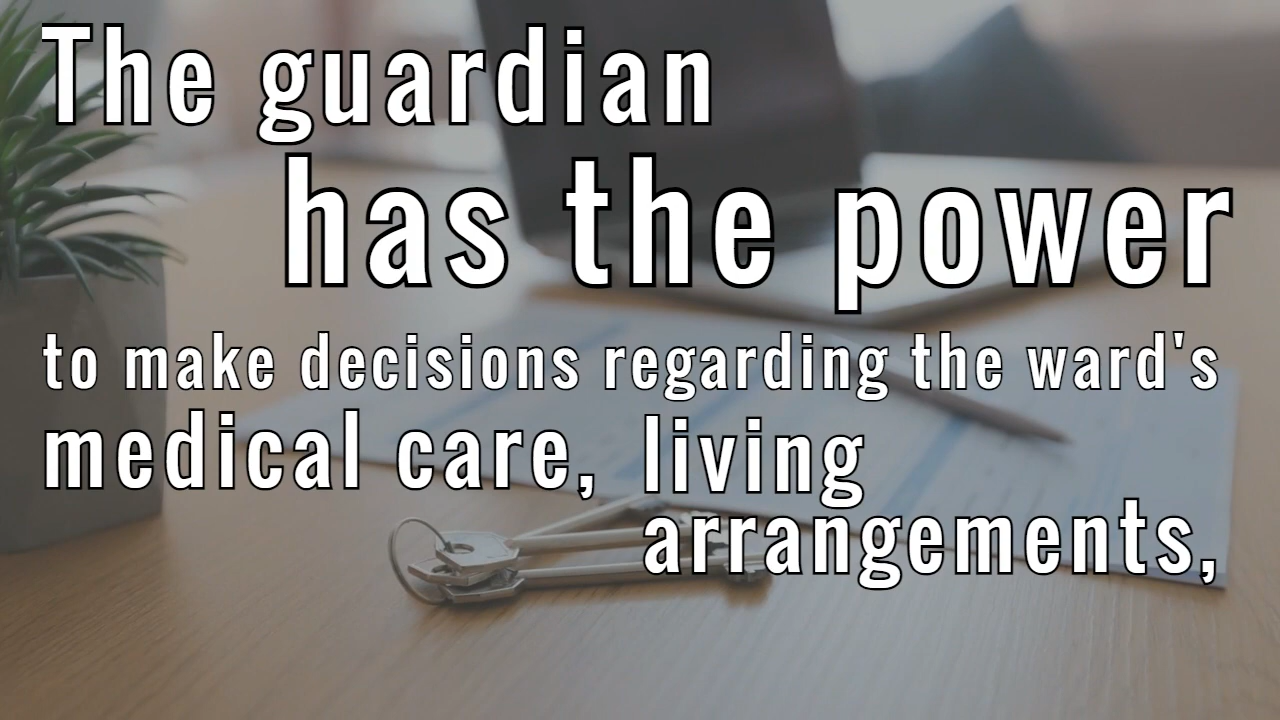 The guardian
has the power
to make decisions regarding the ward's
medical care, living
arrangements,